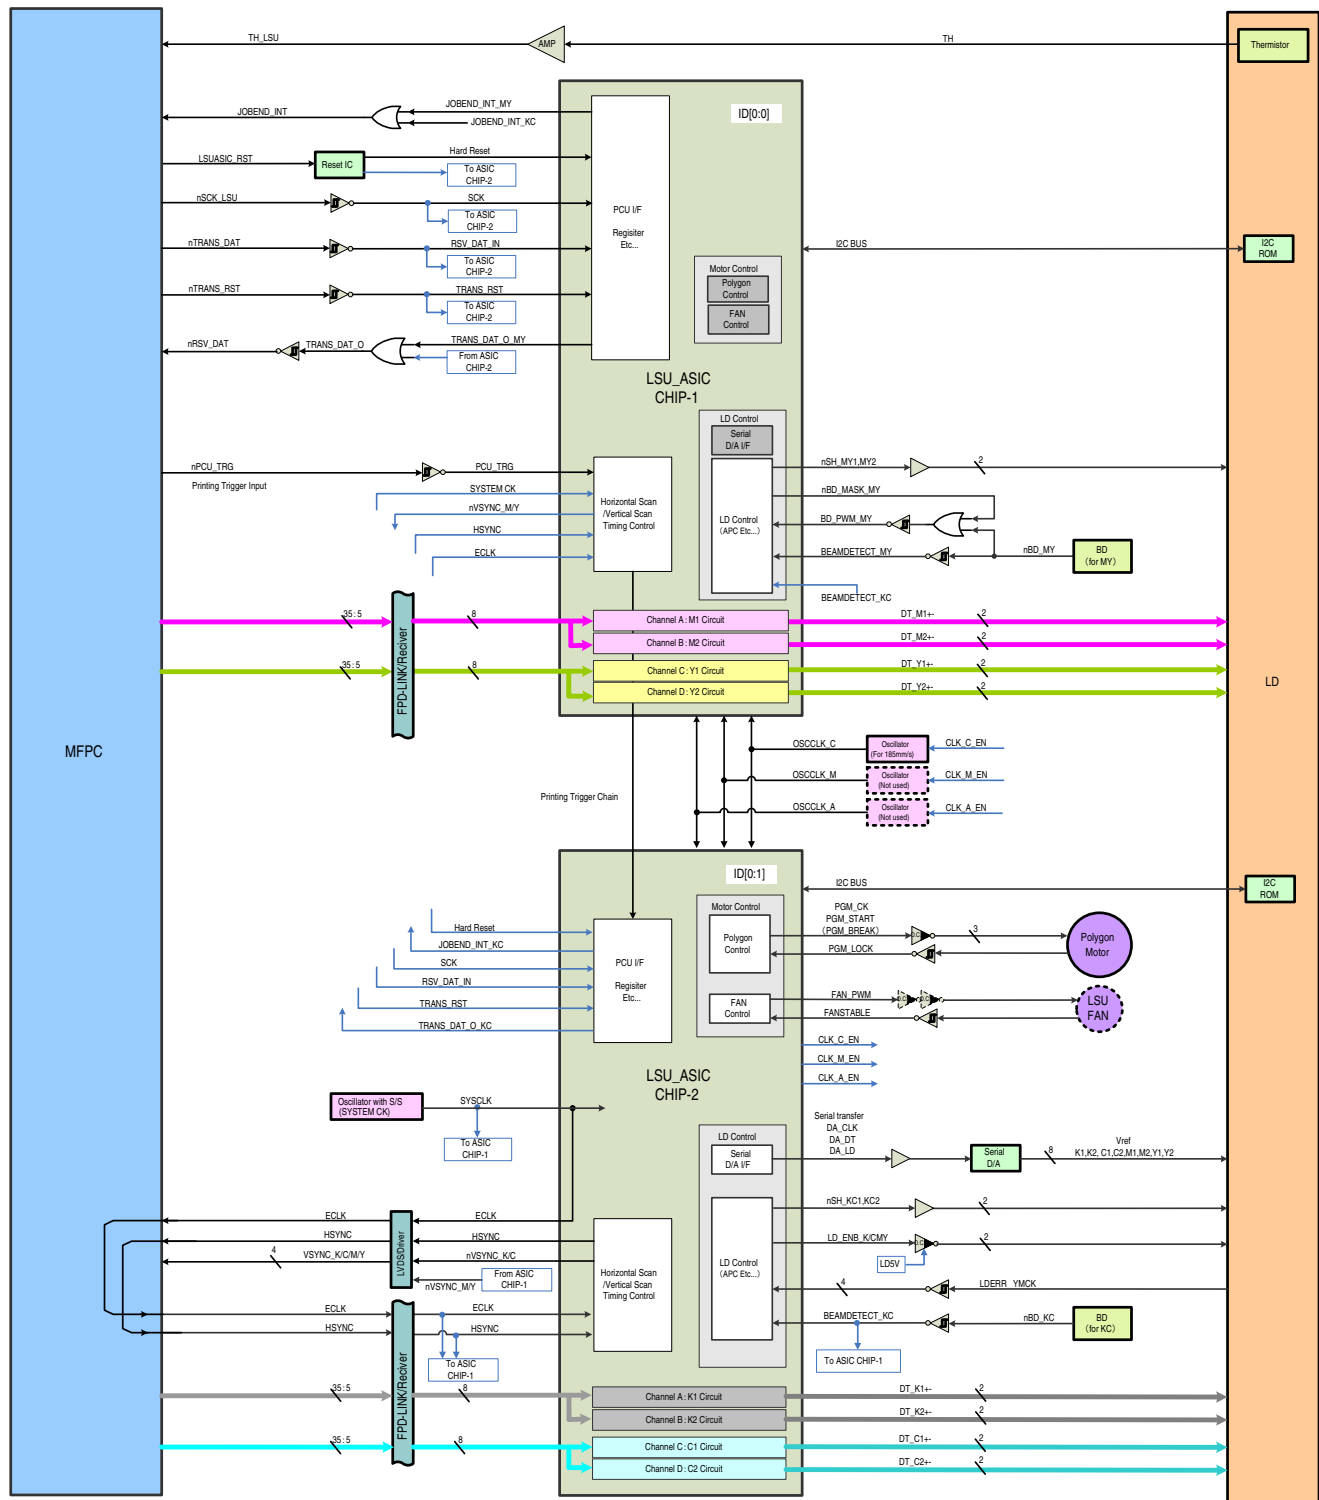 TH_LSU
AMP
TH
Thermistor
JOBEND_INT
JOBEND_INT_MY
JOBEND_INT_KC
ID[0:0]
LSUASIC_RST
Reset IC
Hard Reset
To ASIC
CHIP-2
nSCK_LSU
SCK
To ASIC
CHIP-2
PCU I/F
Regisiter
Etc...
nTRANS_DAT
RSV_DAT_IN
To ASIC
CHIP-2
I2C BUS
I2C
ROM
Motor Control
Polygon
Control
FAN
Control
nTRANS_RST
TRANS_RST
To ASIC
CHIP-2
nRSV_DAT
TRANS_DAT_O
TRANS_DAT_O_MY
From ASIC
CHIP-2
LSU_ASIC
CHIP-1
LD Control
Serial
D/A I/F
nPCU_TRG
Printing Trigger Input
PCU_TRG
SYSTEM CK
nVSYNC_M/Y
HSYNC
ECLK
Horizontal Scan
/Vertical Scan
Timing Control
LD Control
(APC Etc...)
nSH_MY1,MY2
2
nBD_MASK_MY
BD_PWM_MY
BEAMDETECT_MY
nBD_MY
BD
(for MY)
BEAMDETECT_KC
35:5
8
Channel A : M1 Circuit
DT_M1+-
2
Channel B : M2 Circuit
DT_M2+-
2
35:5
8
Channel C : Y1 Circuit
DT_Y1+-
2
Channel D : Y2 Circuit
DT_Y2+-
2
FPD-LINK/Reciver
LD
MFPC
OSCCLK_C
Oscillator
(For 185mm/s)
CLK_C_EN
OSCCLK_M
Oscillator
(Not used)
CLK_M_EN
OSCCLK_A
Oscillator
(Not used)
CLK_A_EN
Printing Trigger Chain
ID[0:1]
I2C BUS
I2C
ROM
Motor Control
Polygon
Control
FAN
Control
PGM_CK
PGM_START
(PGM_BREAK)
O.C
3
PGM_LOCK
Polygon
Motor
FAN_PWM
O.C
O.C
FANSTABLE
LSU
FAN
Hard Reset
JOBEND_INT_KC
SCK
RSV_DAT_IN
TRANS_RST
TRANS_DAT_O_KC
PCU I/F
Regisiter
Etc...
CLK_C_EN
CLK_M_EN
CLK_A_EN
LSU_ASIC
CHIP-2
Oscillator with S/S
(SYSTEM CK)
SYSCLK
To ASIC
CHIP-1
LD Control
Serial
D/A I/F
Serial transfer
DA_CLK
DA_DT
DA_LD
Serial
D/A
8
Vref
K1,K2, C1,C2,M1,M2,Y1,Y2
ECLK
HSYNC
4
VSYNC_K/C/M/Y
LVDS/Driver
ECLK
HSYNC
nVSYNC_K/C
nVSYNC_M/Y
From ASIC
CHIP-1
Horizontal Scan
/Vertical Scan
Timing Control
LD Control
(APC Etc...)
nSH_KC1,KC2
2
LD_ENB_K/CMY
O.C
2
LD5V
4
LDERR_YMCK
BEAMDETECT_KC
nBD_KC
BD
(for KC)
To ASIC CHIP-1
ECLK
HSYNC
ECLK
HSYNC
To ASIC
CHIP-1
FPD-LINK/Reciver
35:5
8
Channel A : K1 Circuit
DT_K1+-
2
Channel B : K2 Circuit
DT_K2+-
2
35:5
8
Channel C : C1 Circuit
DT_C1+-
2
Channel D : C2 Circuit
DT_C2+-
2